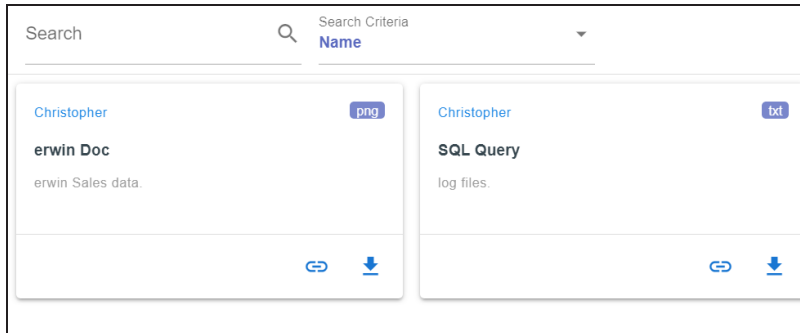 Search
Search Criteria
Name
Christopher
png
erwin Doc
erwin Sales data.
Christopher
txt
SQL Query
log files.